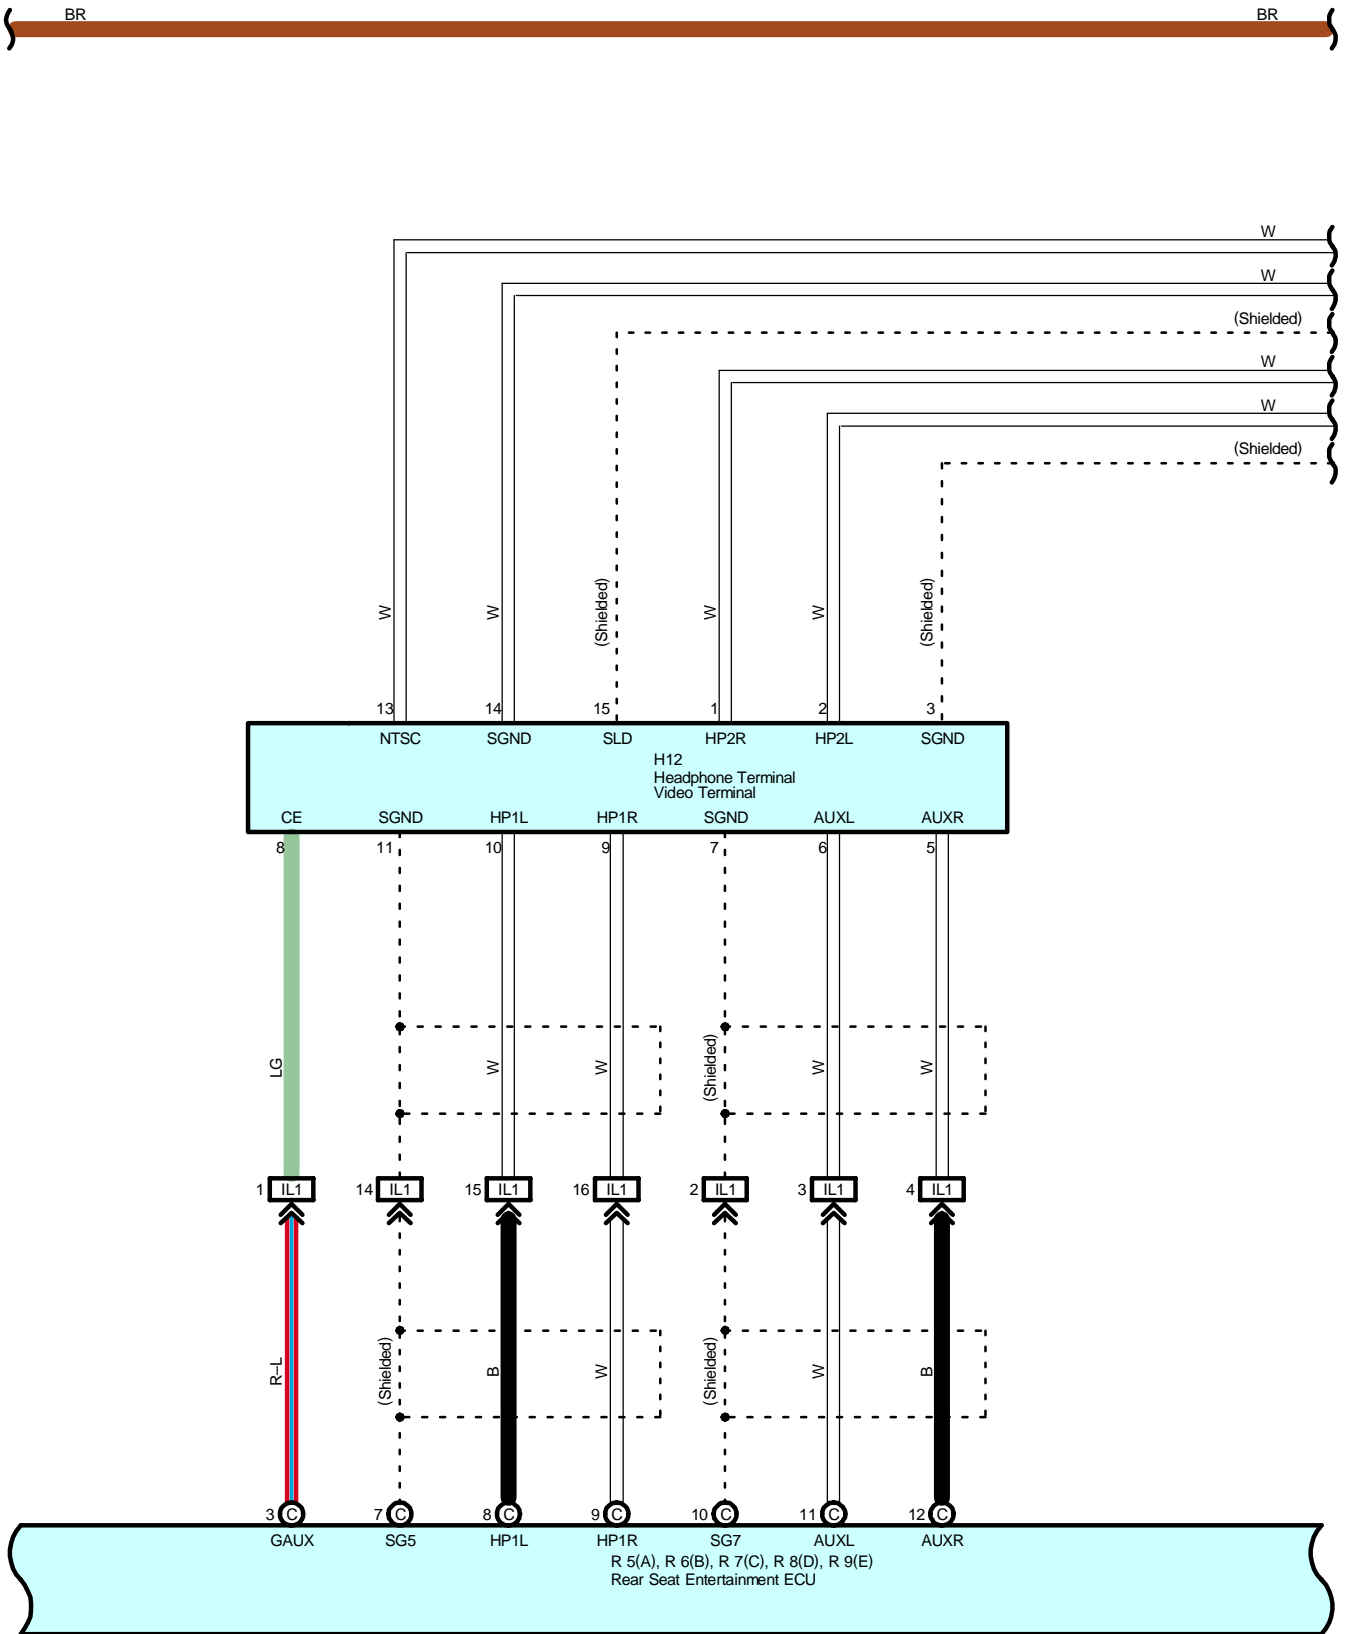 BR BR
W
W
(Shielded)
W
W
(Shielded)
W W (Shielded) W W (Shielded)
13 14 15 1 2 3
NTSC SGND SLD HP2R HP2L SGND
H12
Headphone Terminal
Video Terminal
CE SGND HP1L HP1R SGND AUXL AUXR
8 11 10 9 7 6 5
LG W W (Shielded) W W
1 IL1 14 IL1 15 IL1 16 IL1 2 IL1 3 IL1 4 IL1
R–L (Shielded) B W (Shielded) W B
3 C 7 C 8 C 9 C 10 C 11 C 12 C
GAUX SG5 HP1L HP1R SG7 AUXL AUXR
R 5(A), R 6(B), R 7(C), R 8(D), R 9(E)
Rear Seat Entertainment ECU